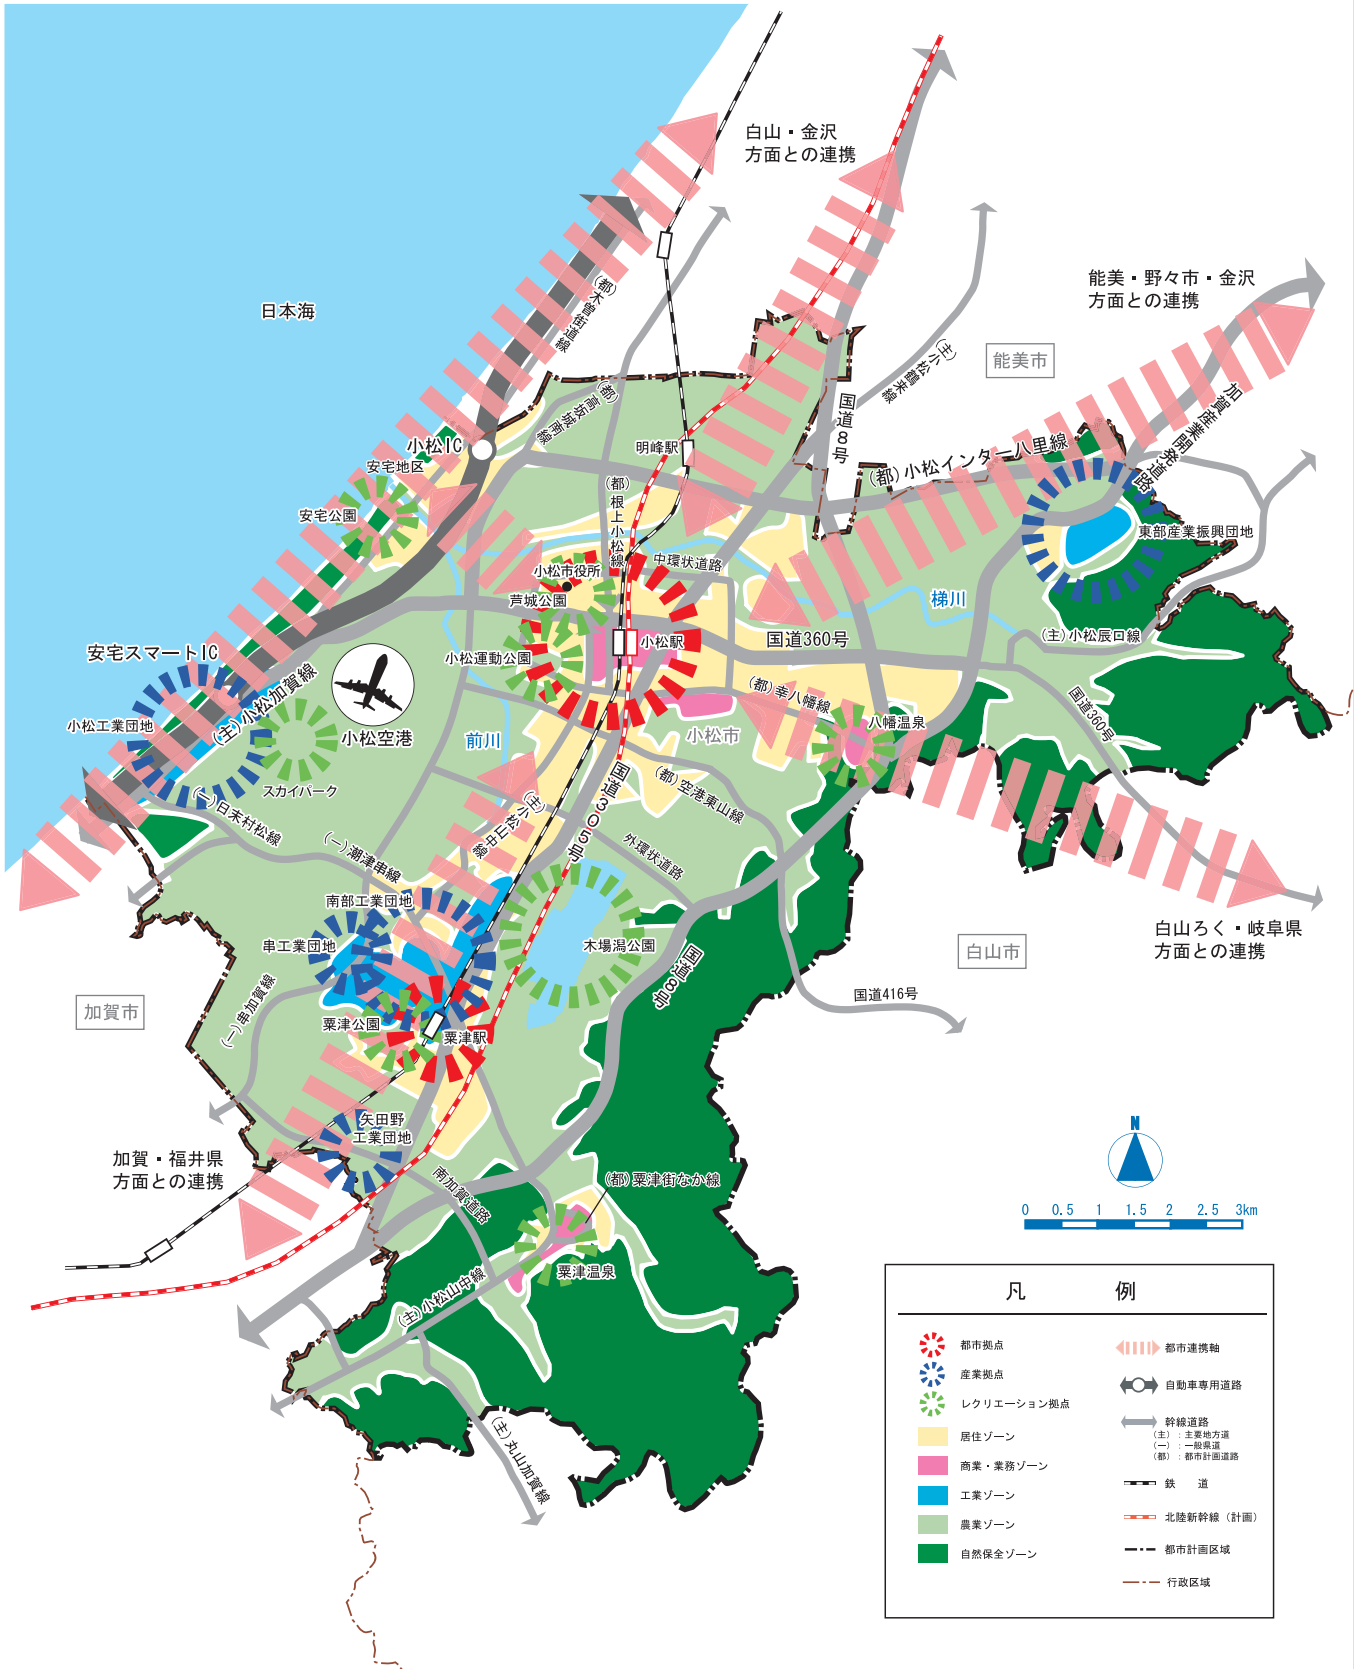 白山・金沢
方面との連携
能美・野々市・金沢
方面との連携
日本海
(都)木曽街道線
能美市
(主)小松鶴来線
加賀産業開発道路
国道8号
(都)高坂城南線
小松IC
明峰駅
(都)小松インター八里線
安宅地区
安宅公園
(都)根上小松線
東部産業振興団地
中環状道路
小松市役所
芦城公園
梯川
(主)小松辰口線
国道360号
小松駅
安宅スマートIC
小松運動公園
(主)小松加賀線
(都)幸八幡線
国道360号
小松工業団地
小松空港
前川
小松市
八幡温泉
スカイパーク
国道305号
(都)空港東山線
(一)日末村松線
(主)小松山中線
(一)潮津串線
外環状道路
南部工業団地
串工業団地
木場潟公園
白山ろく・岐阜県
方面との連携
白山市
国道8号
国道416号
加賀市
(一)串加賀線
粟津公園
粟津駅
矢田野
工業団地
加賀・福井県
方面との連携
南加賀道路
(都)粟津街なか線
粟津温泉
(主)小松山中線
(主)丸山加賀線
N
0 0.5 1 1.5 2 2.5 3km
凡 例
都市拠点
産業拠点
レクリエーション拠点
居住ゾーン
商業・業務ゾーン
工業ゾーン
農業ゾーン
自然保全ゾーン
都市連携軸
自動車専用道路
幹線道路
(主)：主要地方道
(一)：一般県道
(都)：都市計画道路
鉄 道
北陸新幹線(計画)
都市計画区域
行政区域